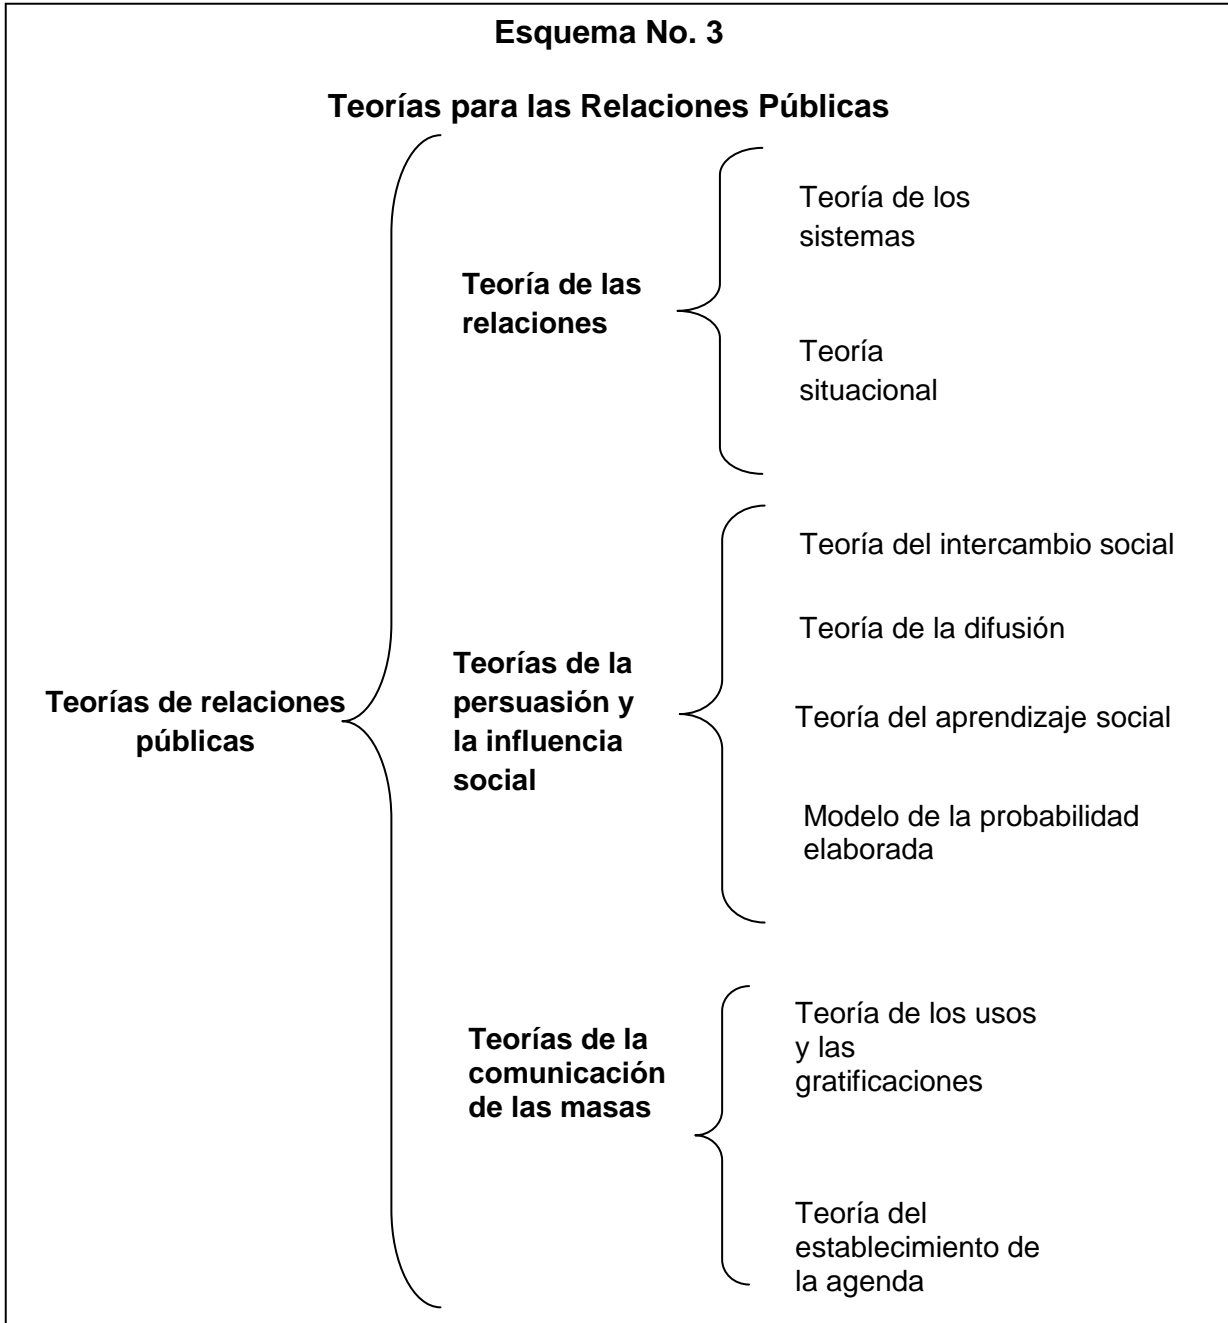 Esquema No. 3
Teorías para las Relaciones Públicas
Teorías de relaciones
públicas
Teoría de las
relaciones
Teoría de los
sistemas
Teoría
situacional
Teorías de la
persuasión y
la influencia
social
Teoría del intercambio social
Teoría de la difusión
Teoría del aprendizaje social
Modelo de la probabilidad
elaborada
Teorías de la
comunicación
de las masas
Teoría de los usos
y las
gratificaciones
Teoría del
establecimiento de
la agenda